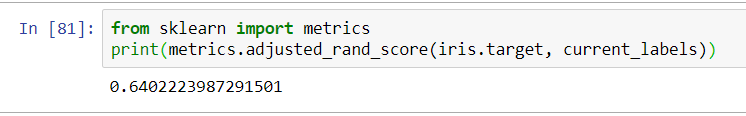 In [81]: from sklearn import metrics
print(metrics.adjusted_rand_score(iris.target, current_labels))
0.6402223987291501